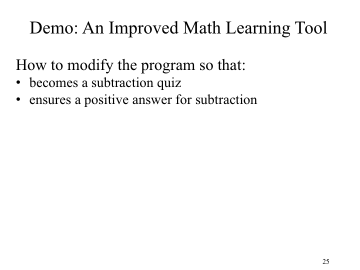 Demo: An Improved Math Learning Tool
How to modify the program so that:
• becomes a subtraction quiz
• ensures a positive answer for subtraction
25